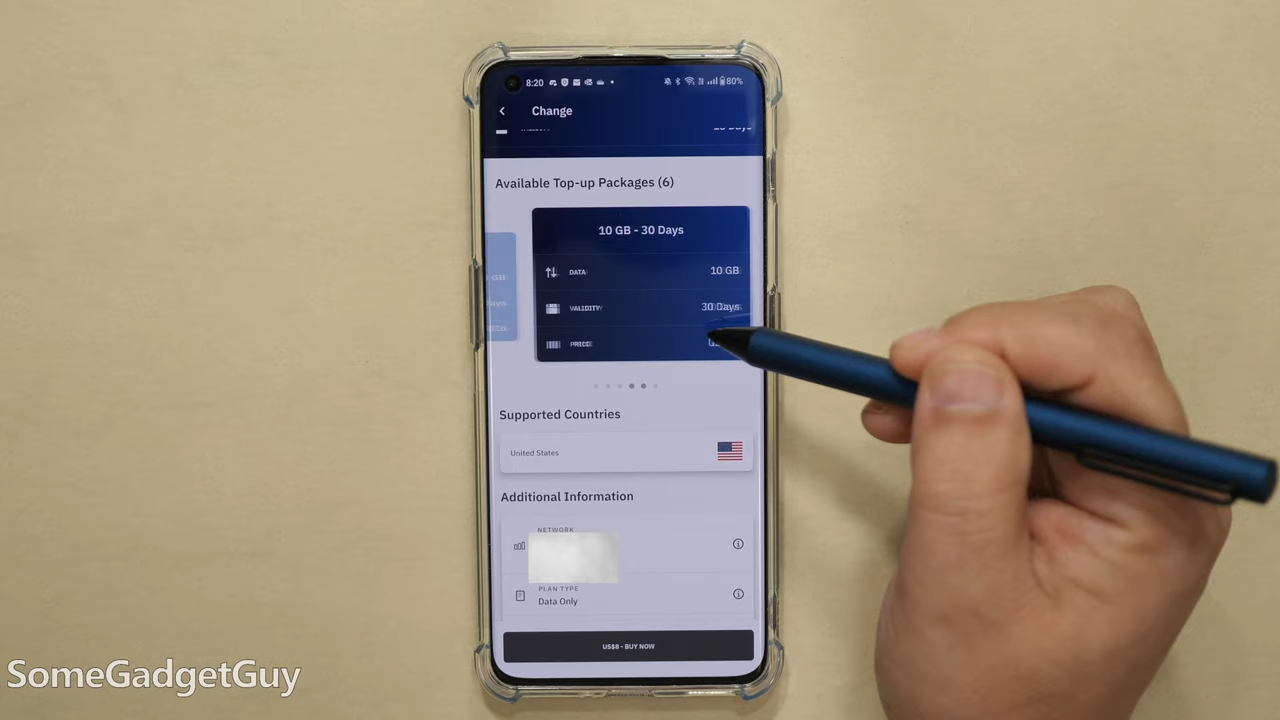 8:20
80%
Change
Available Top-up Packages (6)
10 GB - 30 Days
DATA
10 GB
VALIDITY
30 Days
PRICE
Supported Countries
United States
Additional Information
NETWORK
PLAN TYPE
Data Only
US$8 - BUY NOW
SomeGadgetGuy